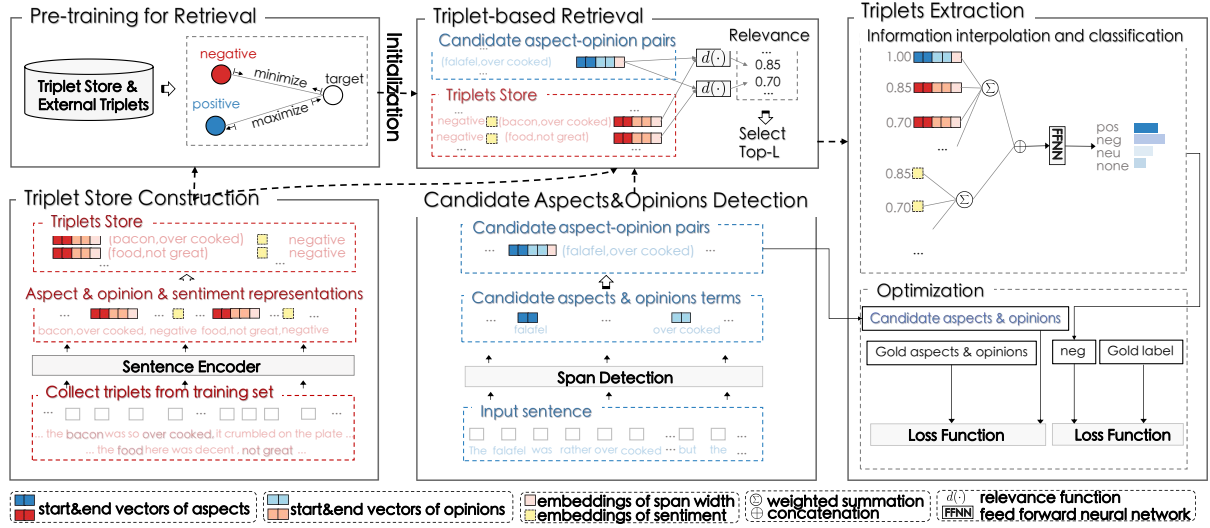 Pre-training for Retrieval
Triplet Store &
External Triplets
negative
positive
target
minimize
maximize
Initialization
Triplet-based Retrieval
Candidate aspect-opinion pairs
(falafel,over cooked)
...
Triplets Store
...
negative (bacon,over cooked)
negative (food,not great)
...
d(·)
d(·)
Relevance
...
0.85
0.70
...
Select
Top-L
Triplets Extraction
Information interpolation and classification
1.00
0.85
0.70
...
0.85
0.70
...
Σ
Σ
FFNN
pos
neg
neu
none
Triplet Store Construction
Triplets Store
(bacon,over cooked) negative
(food,not great) negative
...
Aspect & opinion & sentiment representations
... ... ... ...
bacon,over cooked, negative food,not great,negative
Sentence Encoder
Collect triplets from training set
... ... ...
... the bacon was so over cooked, it crumbled on the plate ...
... the food here was decent , not great ...
Candidate Aspects&Opinions Detection
Candidate aspect-opinion pairs
... (falafel,over cooked) ...
Candidate aspects & opinions terms
... ... ...
falafel over cooked
Span Detection
Input sentence
... ...
The falafel was rather over cooked ... but the ...
Optimization
Candidate aspects & opinions
Gold aspects & opinions
neg
Gold label
Loss Function
Loss Function
start&end vectors of aspects
start&end vectors of opinions
embeddings of span width
embeddings of sentiment
Σ weighted summation
concatenation
d(·) relevance function
FFNN feed forward neural network